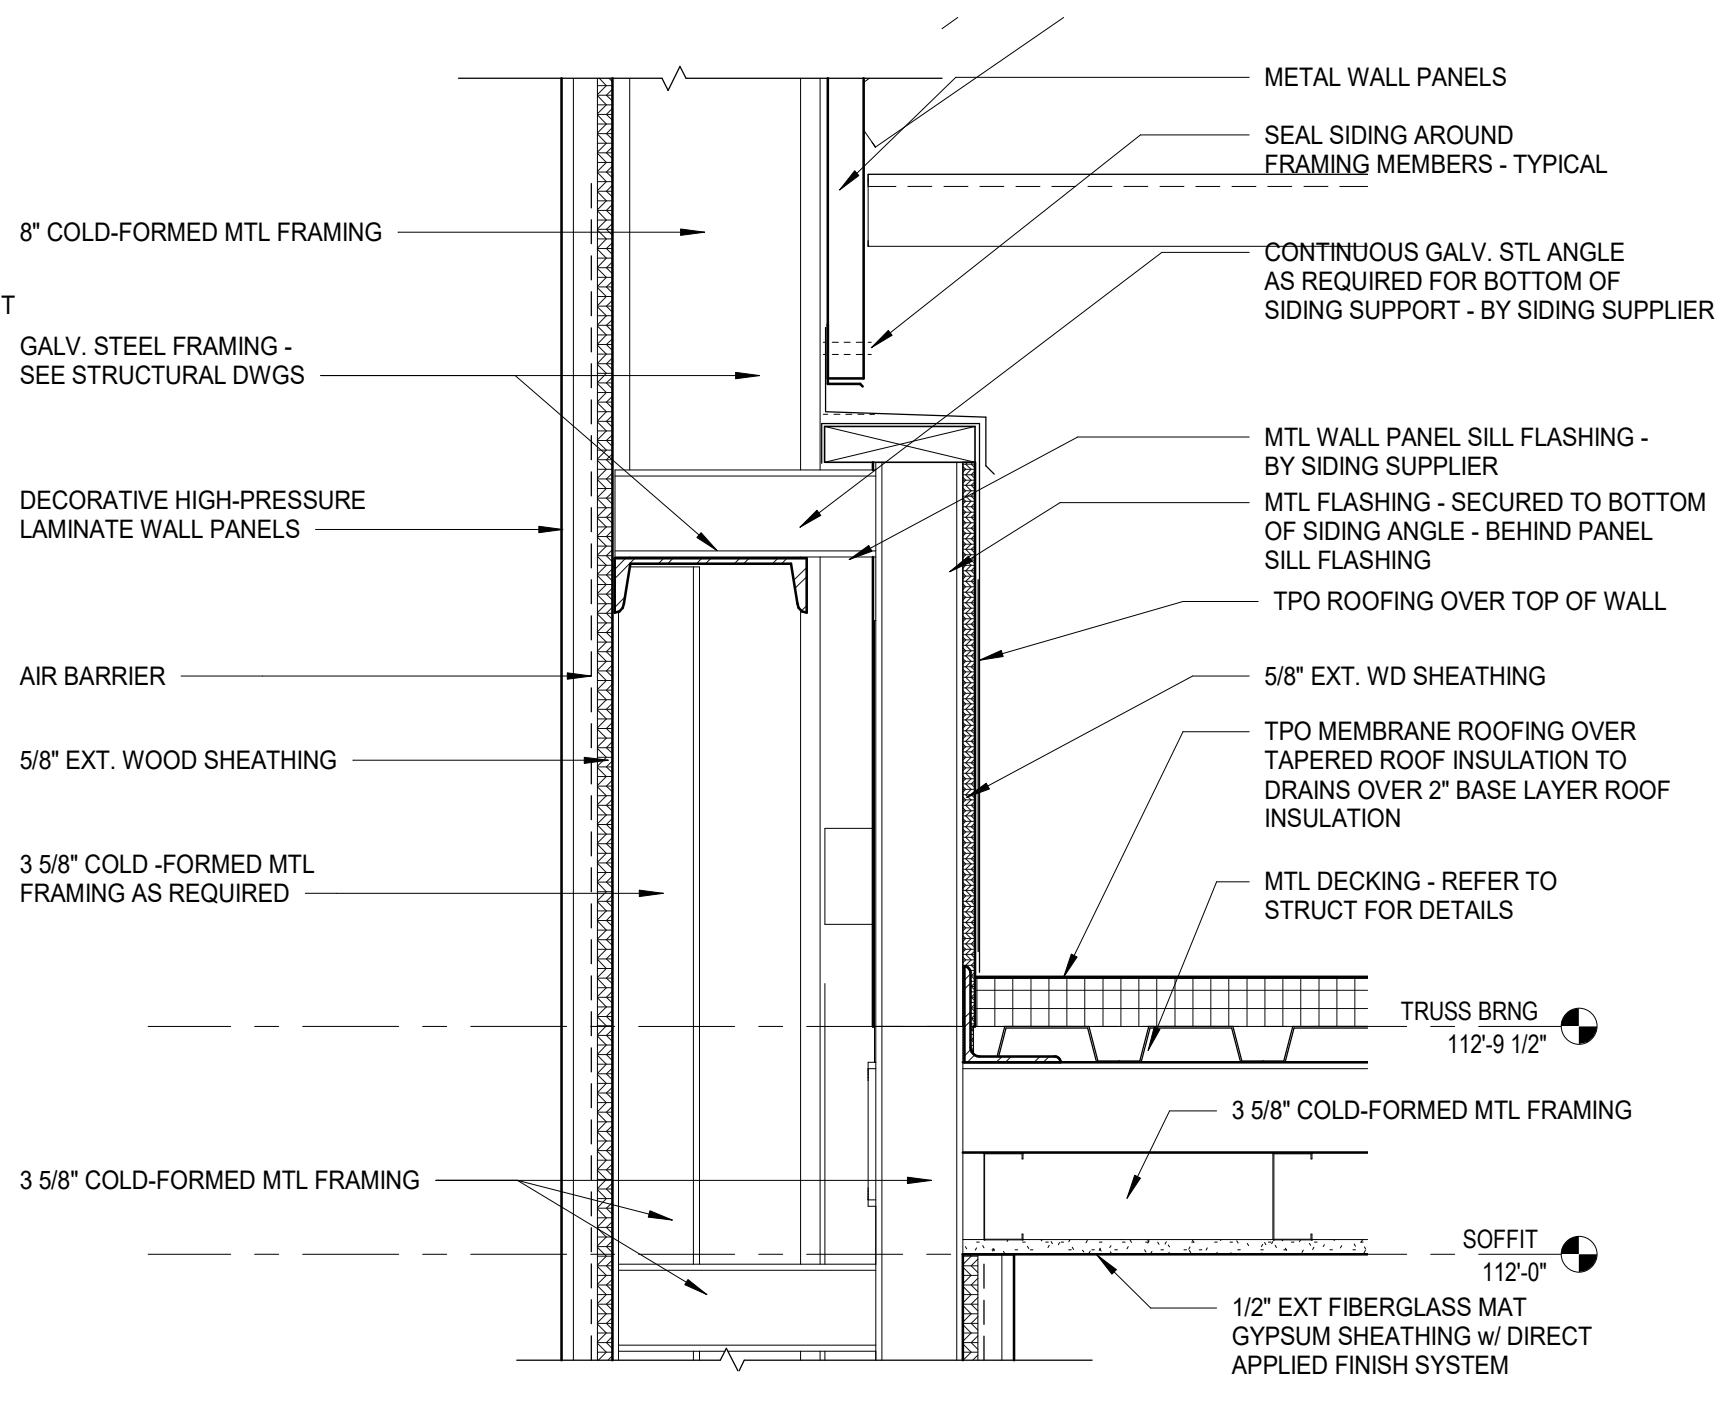 8" COLD-FORMED MTL FRAMING
T
GALV. STEEL FRAMING -
SEE STRUCTURAL DWGS
DECORATIVE HIGH-PRESSURE
LAMINATE WALL PANELS
AIR BARRIER
5/8" EXT. WOOD SHEATHING
3 5/8" COLD -FORMED MTL
FRAMING AS REQUIRED
3 5/8" COLD-FORMED MTL FRAMING
METAL WALL PANELS
SEAL SIDING AROUND
FRAMING MEMBERS - TYPICAL
CONTINUOUS GALV. STL ANGLE
AS REQUIRED FOR BOTTOM OF
SIDING SUPPORT - BY SIDING SUPPLIER
MTL WALL PANEL SILL FLASHING -
BY SIDING SUPPLIER
MTL FLASHING - SECURED TO BOTTOM
OF SIDING ANGLE - BEHIND PANEL
SILL FLASHING
TPO ROOFING OVER TOP OF WALL
5/8" EXT. WD SHEATHING
TPO MEMBRANE ROOFING OVER
TAPERED ROOF INSULATION TO
DRAINS OVER 2" BASE LAYER ROOF
INSULATION
MTL DECKING - REFER TO
STRUCT FOR DETAILS
TRUSS BRNG
112'-9 1/2"
3 5/8" COLD-FORMED MTL FRAMING
SOFFIT
112'-0"
1/2" EXT FIBERGLASS MAT
GYPSUM SHEATHING w/ DIRECT
APPLIED FINISH SYSTEM